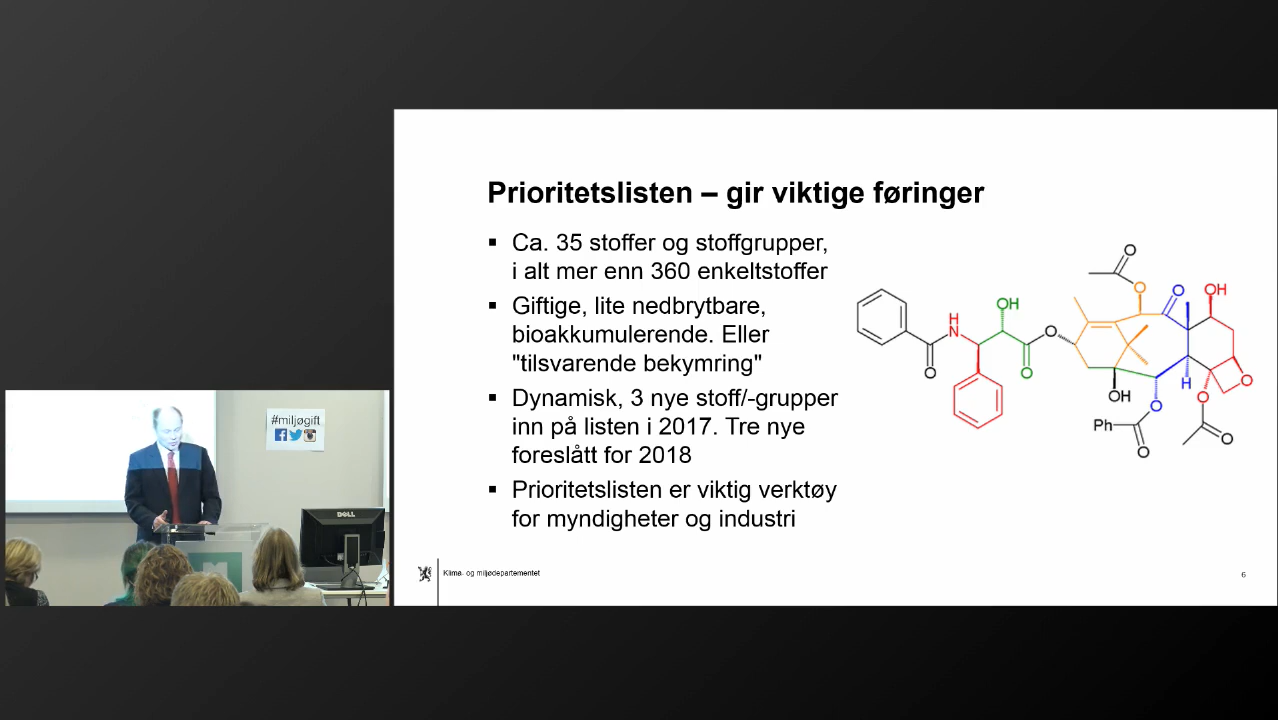 Prioritetslisten – gir viktige føringer
▪ Ca. 35 stoffer og stoffgrupper,
i alt mer enn 360 enkeltstoffer
▪ Giftige, lite nedbrytbare,
bioakkumulerende. Eller
"tilsvarende bekymring"
▪ Dynamisk, 3 nye stoff/-grupper
inn på listen i 2017. Tre nye
foreslått for 2018
▪ Prioritetslisten er viktig verktøy
for myndigheter og industri
O
O
O
OH
OH
H
N
O
O
O
OH
H
O
O
O
Ph
O
O
Klima- og miljødepartementet
6
#miljøgift
DELL
M